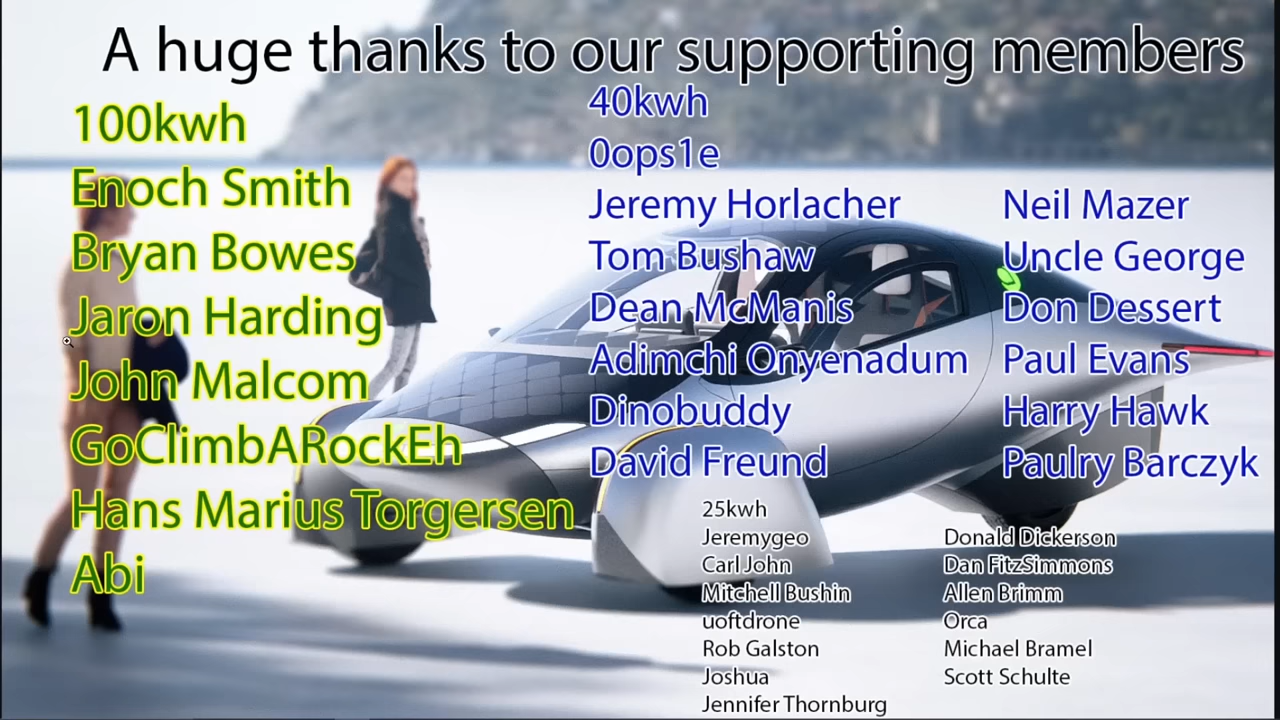 A huge thanks to our supporting members
100kwh
Enoch Smith
Bryan Bowes
Jaron Harding
John Malcom
GoClimbARockEh
Hans Marius Torgersen
Abi
40kwh
0ops1e
Jeremy Horlacher
Tom Bushaw
Dean McManis
Adimchi Onyenadum
Dinobuddy
David Freund
Neil Mazer
Uncle George
Don Dessert
Paul Evans
Harry Hawk
Paulry Barczyk
25kwh
Jeremygeo
Carl John
Mitchell Bushin
uoftdrone
Rob Galston
Joshua
Jennifer Thornburg
Donald Dickerson
Dan FitzSimmons
Allen Brimm
Orca
Michael Bramel
Scott Schulte